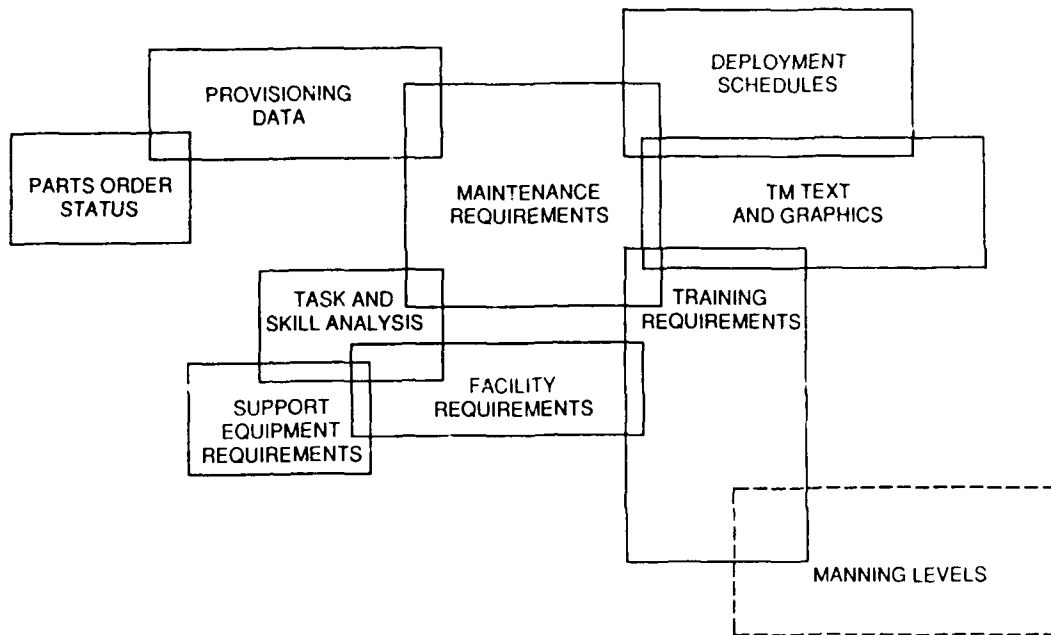 DEPLOYMENT
SCHEDULES
PROVISIONING
DATA
PARTS ORDER
STATUS
MAINTENANCE
REQUIREMENTS
TM TEXT
AND GRAPHICS
TASK AND
SKILL ANALYSIS
TRAINING
REQUIREMENTS
FACILITY
REQUIREMENTS
SUPPORT
EQUIPMENT
REQUIREMENTS
MANNING LEVELS